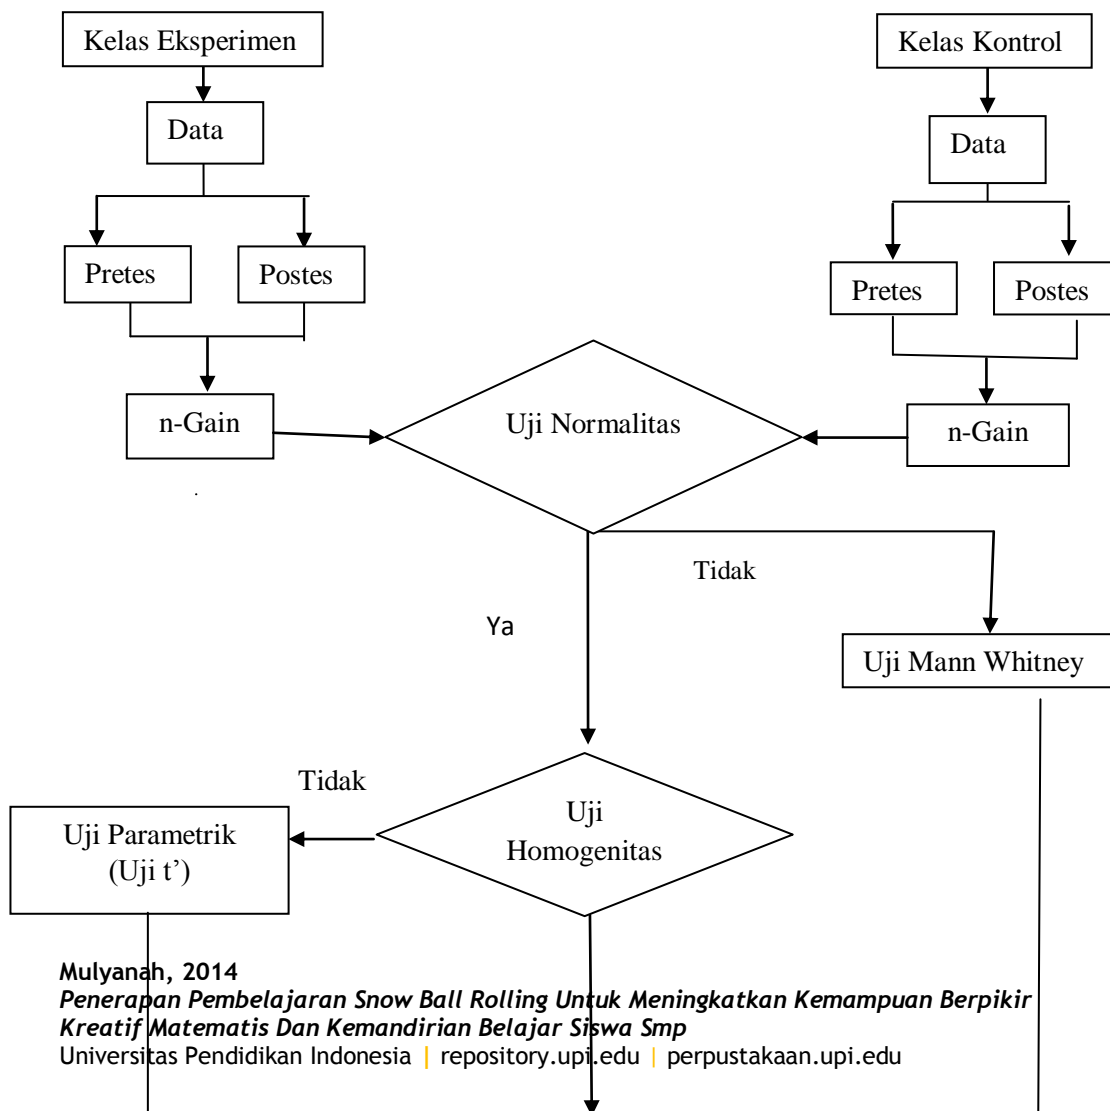 Kelas Eksperimen
Kelas Kontrol
Data
Data
Pretes
Postes
Pretes
Postes
n-Gain
Uji Normalitas
n-Gain
Tidak
Ya
Uji Mann Whitney
Tidak
Uji Parametrik
(Uji t’)
Uji
Homogenitas
Mulyanah, 2014
Penerapan Pembelajaran Snow Ball Rolling Untuk Meningkatkan Kemampuan Berpikir
Kreatif Matematis Dan Kemandirian Belajar Siswa Smp
Universitas Pendidikan Indonesia | repository.upi.edu | perpustakaan.upi.edu